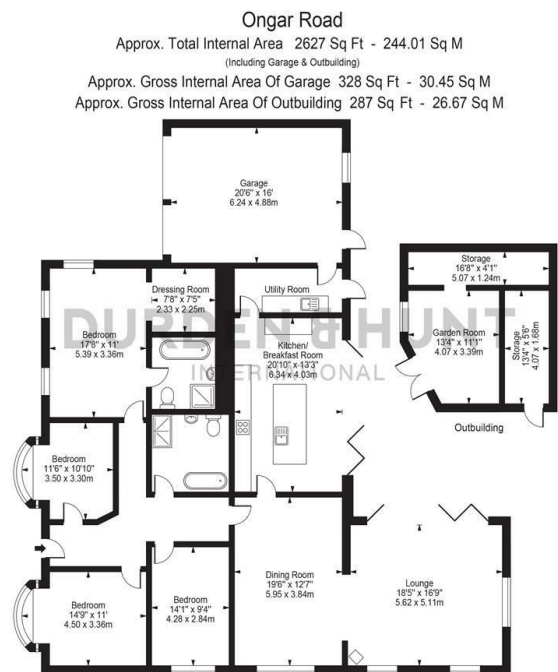 Ongar Road
Approx. Total Internal Area 2627 Sq Ft - 244.01 Sq M
(Including Garage & Outbuilding)
Approx. Gross Internal Area Of Garage 328 Sq Ft - 30.45 Sq M
Approx. Gross Internal Area Of Outbuilding 287 Sq Ft - 26.67 Sq M
Garage
20'6" x 16'
6.24 x 4.88m
Storage
16'8" x 4'1"
5.07 x 1.24m
Dressing Room
7'8" x 7'5"
2.33 x 2.25m
Utility Room
Bedroom
17'8" x 11'
5.39 x 3.36m
Kitchen/
Breakfast Room
20'10" x 13'3"
6.34 x 4.03m
Garden Room
13'4" x 11'1"
4.07 x 3.39m
Storage
13'4" x 5'6"
4.07 x 1.68m
DURDEN & HUNT
INTERNATIONAL
Outbuilding
Bedroom
11'6" x 10'10"
3.50 x 3.30m
Bedroom
14'9" x 11'
4.50 x 3.36m
Bedroom
14'1" x 9'4"
4.28 x 2.84m
Dining Room
19'6" x 12'7"
5.95 x 3.84m
Lounge
18'5" x 16'9"
5.62 x 5.11m